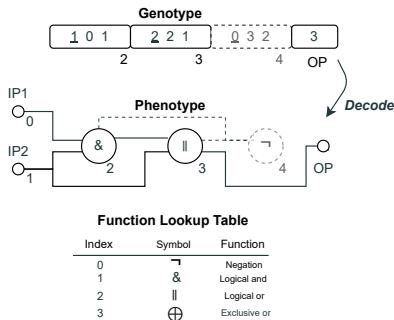 Genotype
1 0 1 2 2 1 0 3 2 3
2 3 4 OP
Decode
IP1
0
Phenotype
& || ¬
IP2
1 2 3 4 OP
Function Lookup Table
Index Symbol Function
0 ¬ Negation
1 & Logical and
2 || Logical or
3 ⊕ Exclusive or